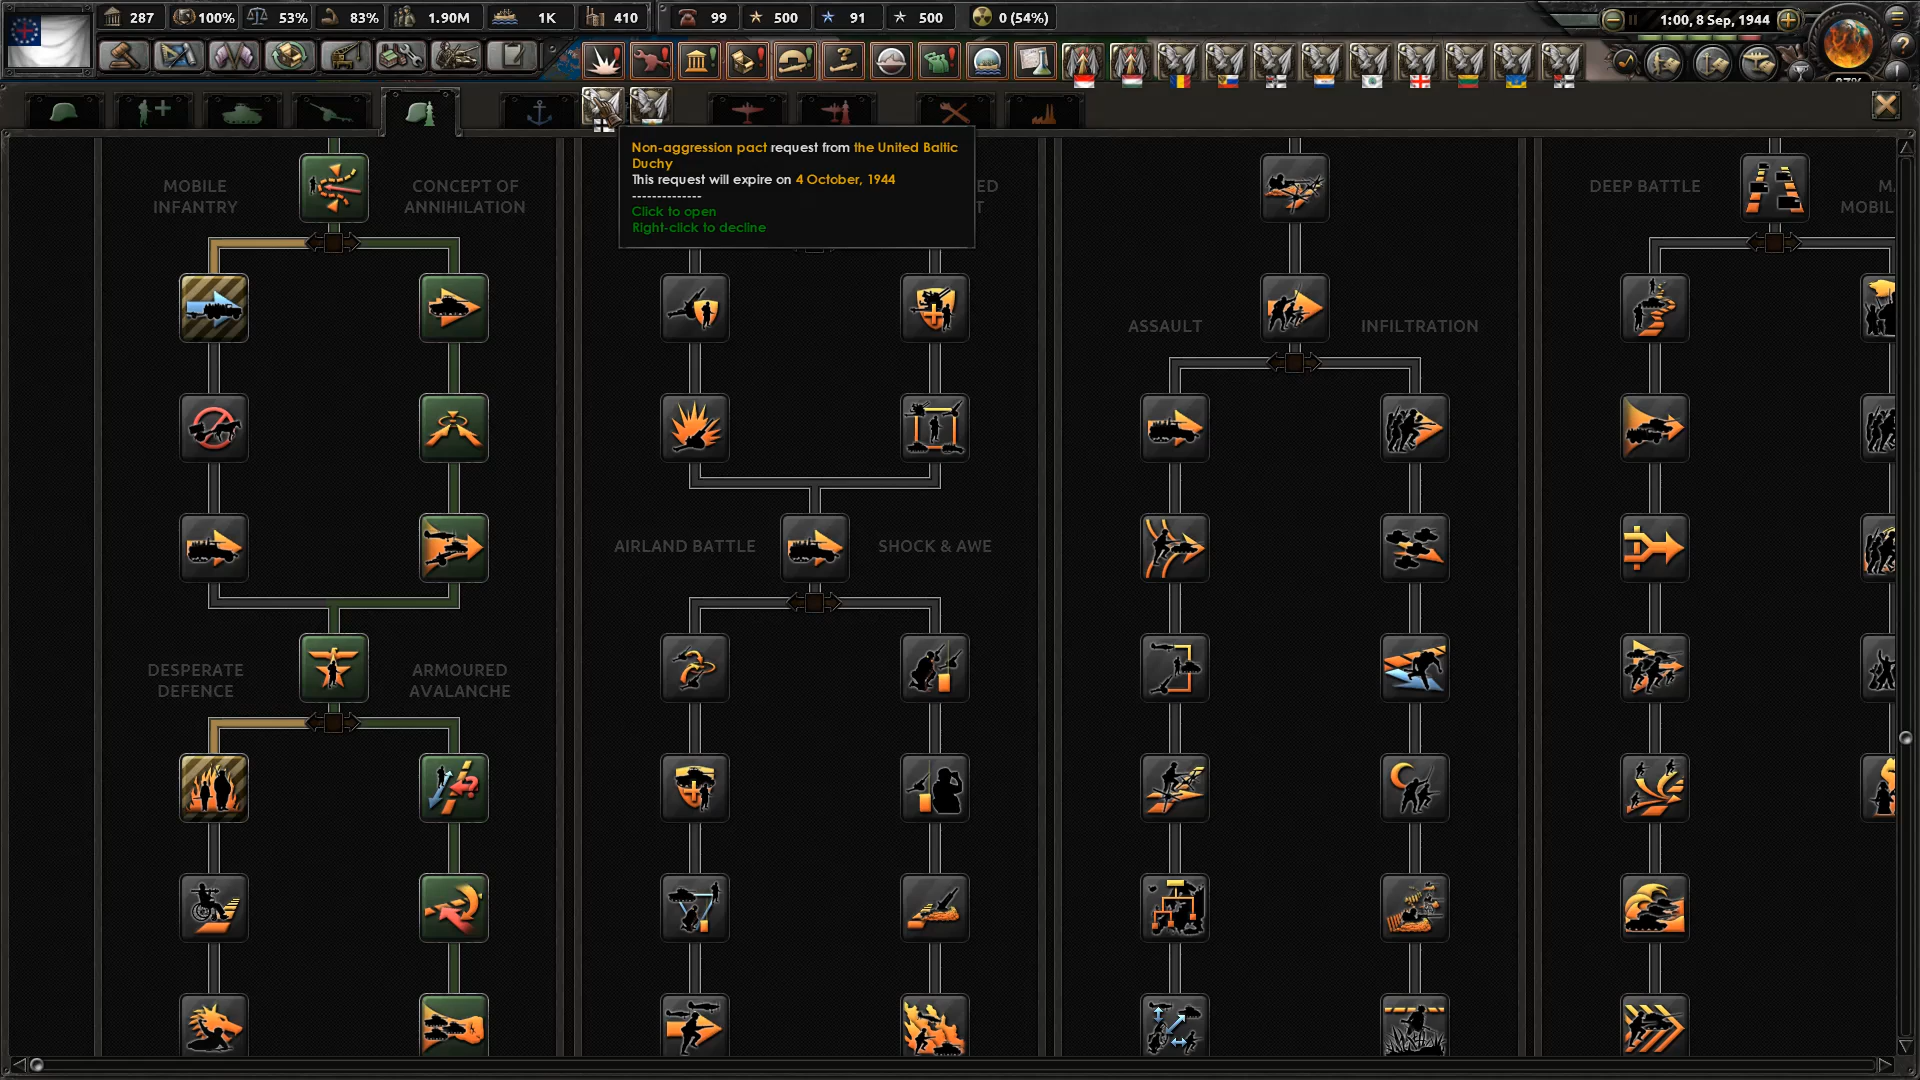 287
100%
53%
83%
1.90M
1K
410
99
500
91
500
0 (54%)
1:00, 8 Sep, 1944
Non-aggression pact request from the United Baltic
Duchy
This request will expire on 4 October, 1944
--------------
Click to open
Right-click to decline
MOBILE
INFANTRY
CONCEPT OF
ANNIHILATION
DEEP BATTLE
ASSAULT
INFILTRATION
AIRLAND BATTLE
SHOCK & AWE
DESPERATE
DEFENCE
ARMOURED
AVALANCHE